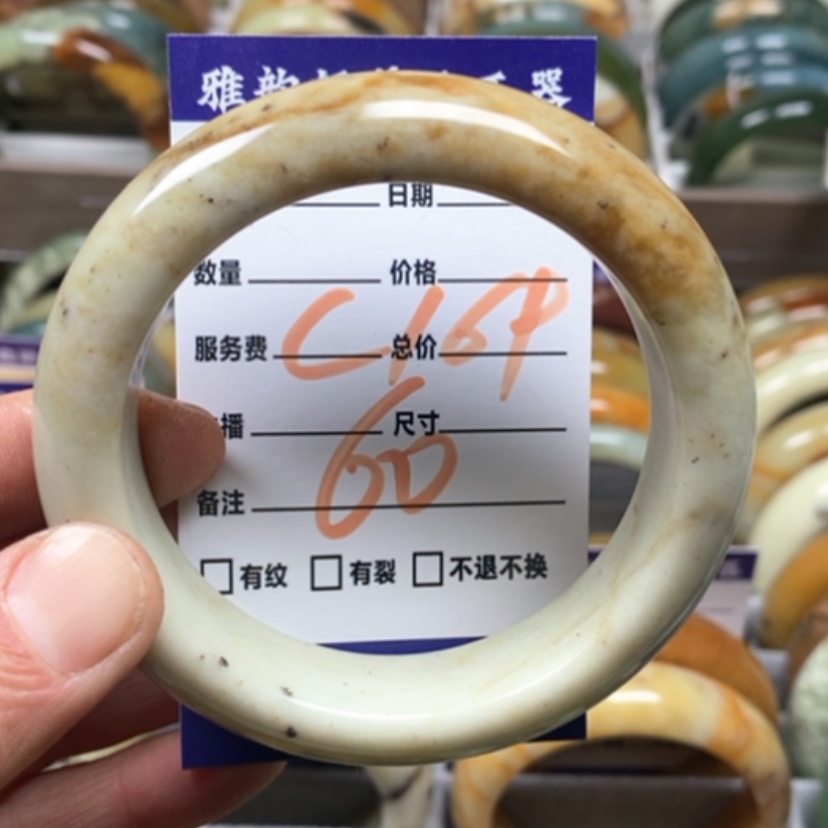 雅韵
日期
数量 价格
服务费 总价
播 尺寸
60
备注
有纹 有裂 不退不换